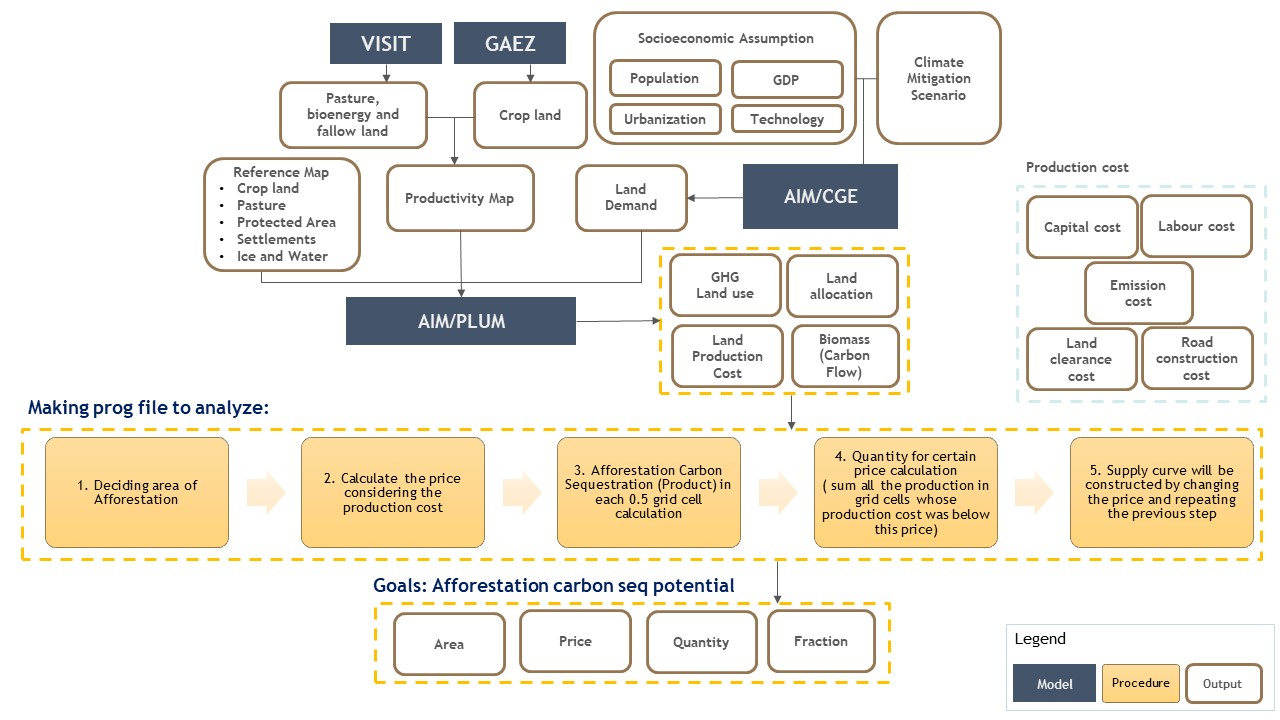 VISIT
GAEZ
Socioeconomic Assumption
Population
GDP
Urbanization
Technology
Climate
Mitigation
Scenario
Pasture,
bioenergy and
fallow land
Crop land
Reference Map
• Crop land
• Pasture
• Protected Area
• Settlements
• Ice and Water
Productivity Map
Land
Demand
AIM/CGE
Production cost
Capital cost
Labour cost
Emission
cost
Land
clearance
cost
Road
construction
cost
AIM/PLUM
GHG
Land use
Land
allocation
Land
Production
Cost
Biomass
(Carbon
Flow)
Making prog file to analyze:
1. Deciding area of
Afforestation
2. Calculate the price
considering the
production cost
3. Afforestation Carbon
Sequestration (Product) in
each 0.5 grid cell
calculation
4. Quantity for certain
price calculation
( sum all the production in
grid cells whose
production cost was below
this price)
5. Supply curve will be
constructed by changing
the price and repeating
the previous step
Goals: Afforestation carbon seq potential
Area
Price
Quantity
Fraction
Legend
Model
Procedure
Output